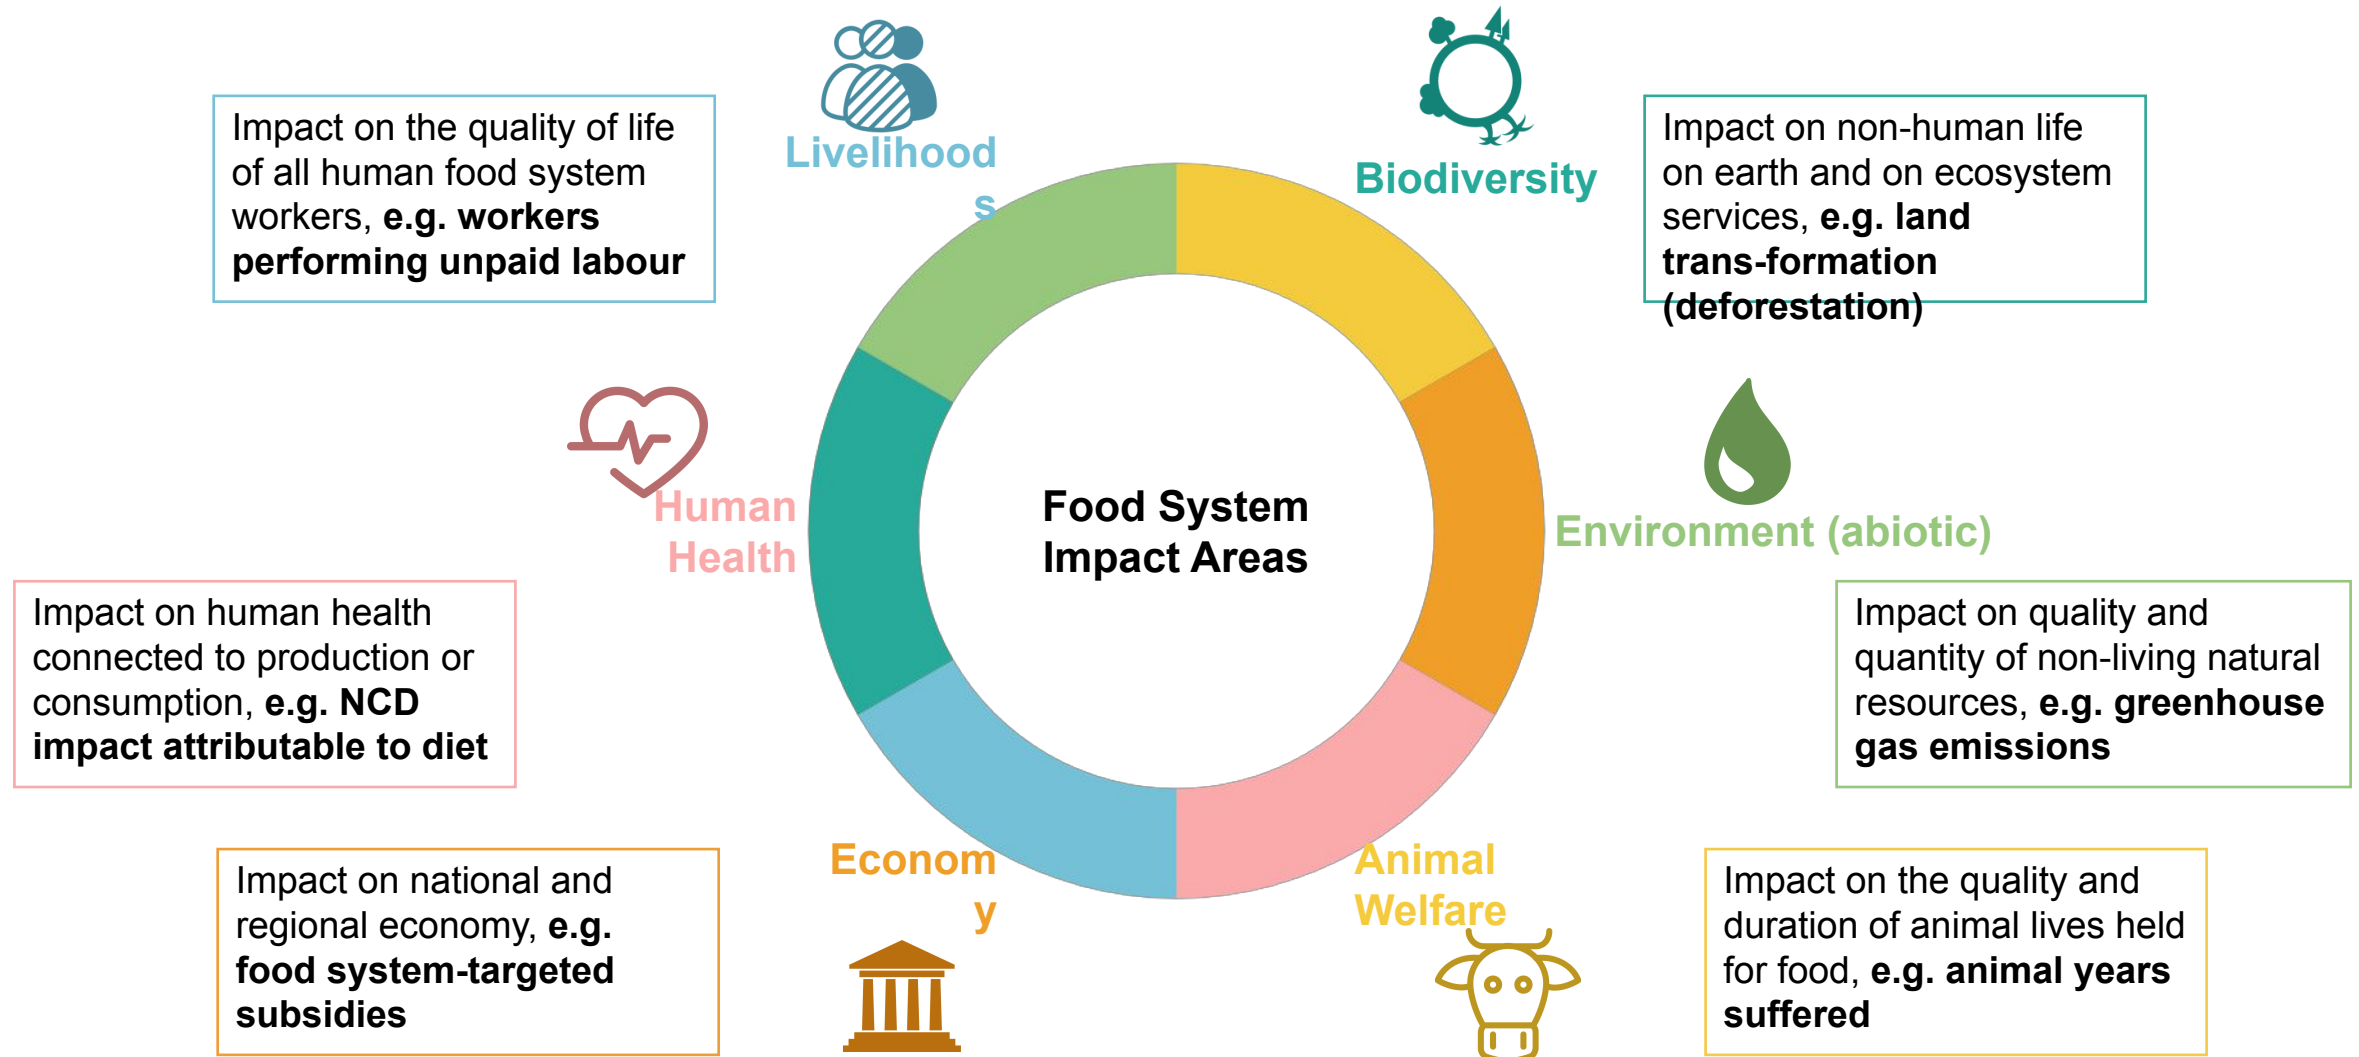 Livelihood
s
Impact on the quality of life
of all human food system
workers, e.g. workers
performing unpaid labour
Biodiversity
Impact on non-human life
on earth and on ecosystem
services, e.g. land
trans-formation
(deforestation)
Human
Health
Impact on human health
connected to production or
consumption, e.g. NCD
impact attributable to diet
Food System
Impact Areas
Environment (abiotic)
Impact on quality and
quantity of non-living natural
resources, e.g. greenhouse
gas emissions
Econom
y
Impact on national and
regional economy, e.g.
food system-targeted
subsidies
Animal
Welfare
Impact on the quality and
duration of animal lives held
for food, e.g. animal years
suffered